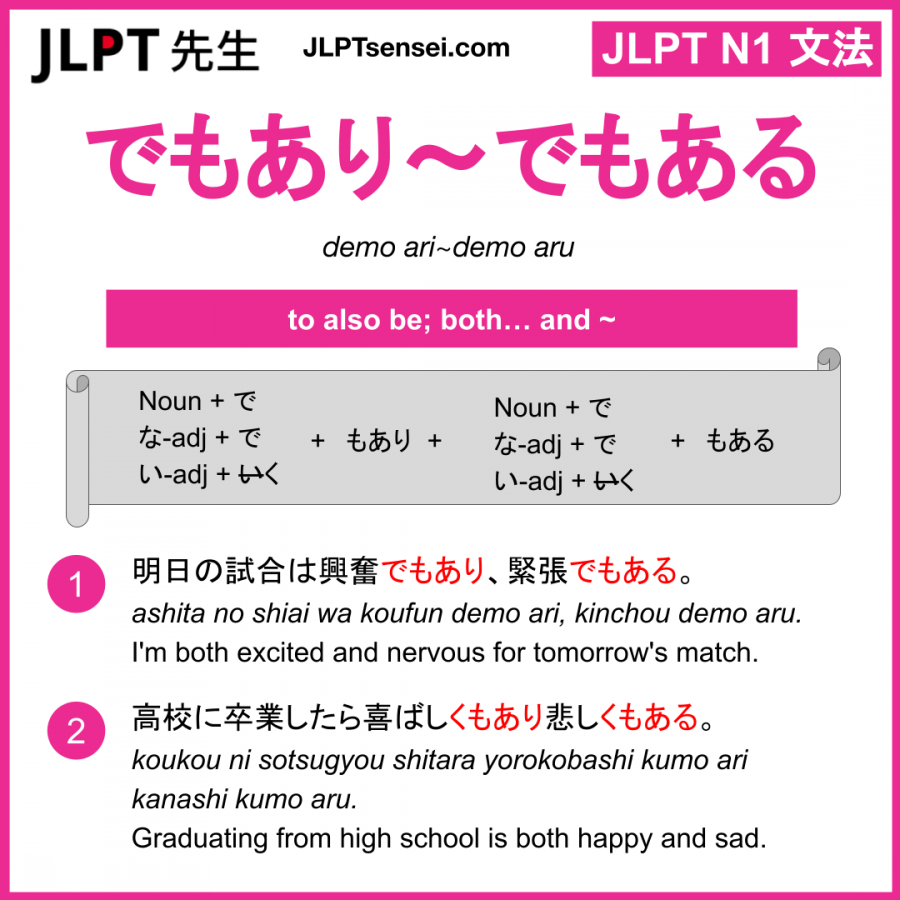 JLPT 先生
JLPTsensei.com
JLPT N1 文法
でもあり〜でもある
demo ari~demo aru
to also be; both… and ~
Noun + で
な-adj + で
い-adj + いく
+ もあり +
Noun + で
な-adj + で
い-adj + いく
+ もある
1
明日の試合は興奮でもあり、緊張でもある。
ashita no shiai wa koufun demo ari, kinchou demo aru.
I'm both excited and nervous for tomorrow's match.
2
高校に卒業したら喜ばしくもあり悲しくもある。
koukou ni sotsugyou shitara yorokobashi kumo ari
kanashi kumo aru.
Graduating from high school is both happy and sad.